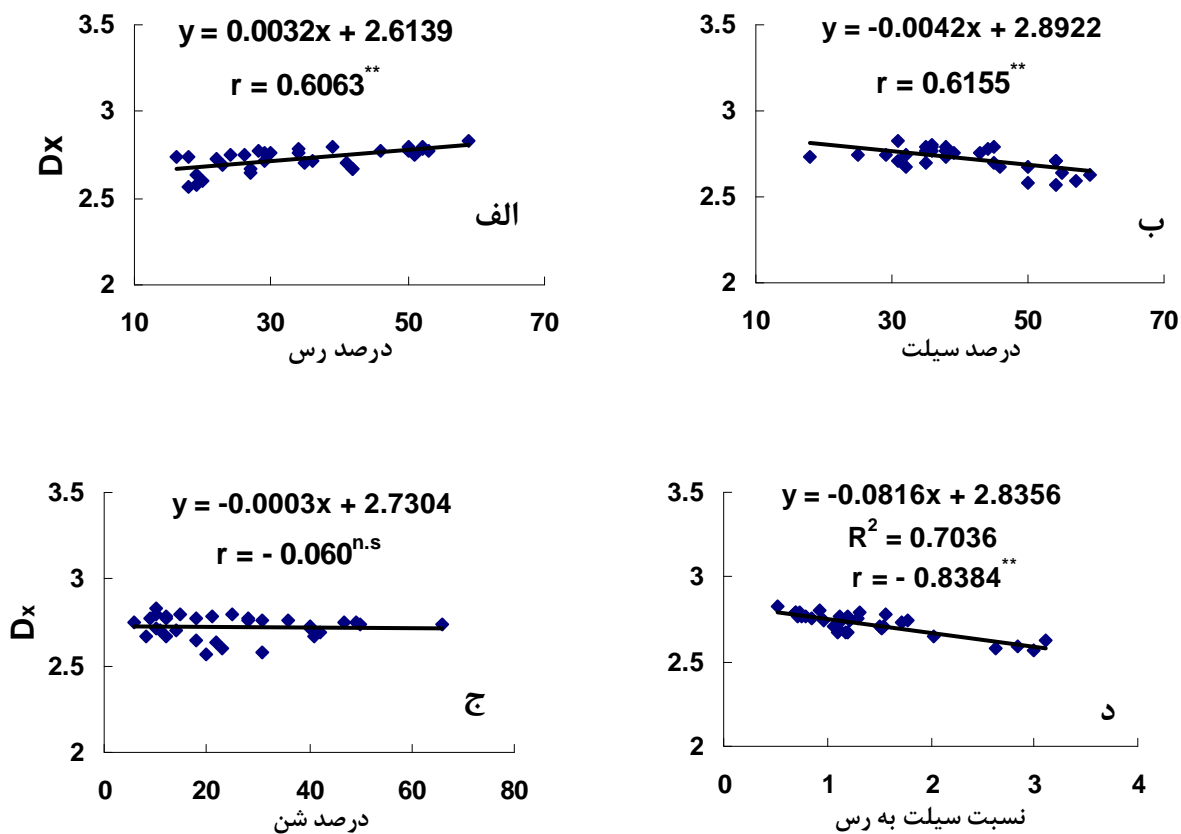 y = 0.0032x + 2.6139
r = 0.6063**
Dx
3.5
3
2.5
2
10
30
50
70
الف
درصد رس
y = -0.0042x + 2.8922
r = 0.6155**
3.5
3
2.5
2
10
30
50
70
ب
درصد سیلت
y = -0.0003x + 2.7304
r = - 0.060n.s
Dx
3.5
3
2.5
2
0
20
40
60
80
ج
درصد شن
y = -0.0816x + 2.8356
R2 = 0.7036
r = - 0.8384**
3.5
3
2.5
2
0
1
2
3
4
د
نسبت سیلت به رس